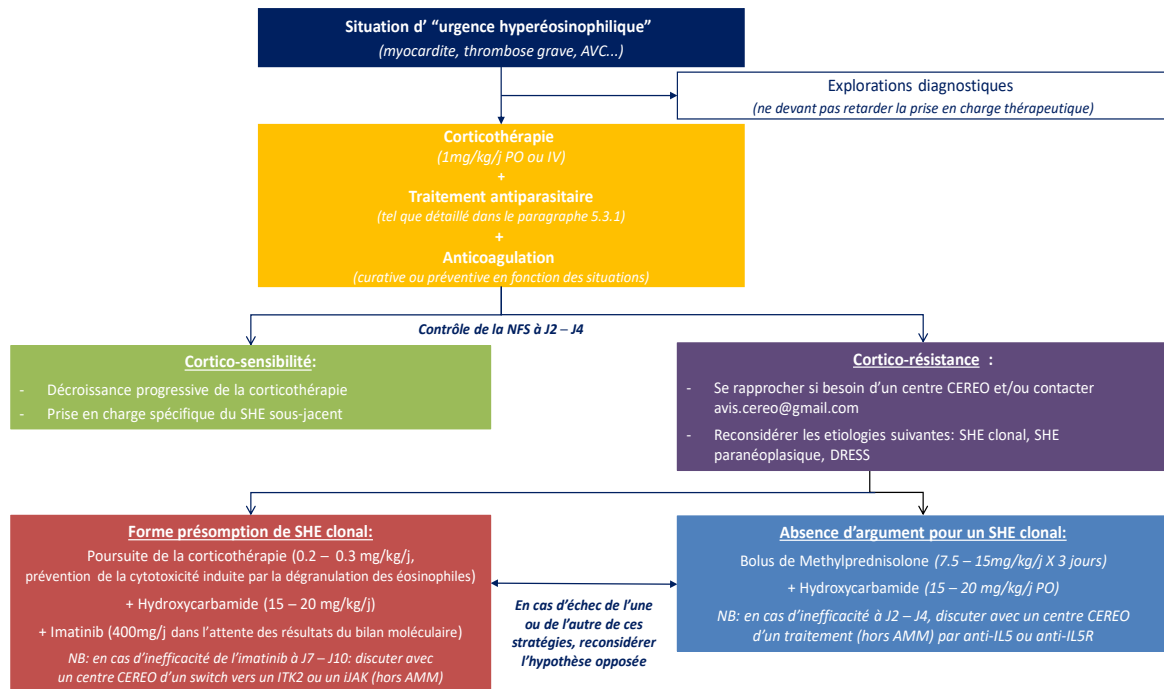 Situation d' “urgence hyperéosinophilique”
(myocardite, thrombose grave, AVC...)
Explorations diagnostiques
(ne devant pas retarder la prise en charge thérapeutique)
Corticothérapie
(1mg/kg/j PO ou IV)
+
Traitement antiparasitaire
(tel que détaillé dans le paragraphe 5.3.1)
+
Anticoagulation
(curative ou préventive en fonction des situations)
Contrôle de la NFS à J2 – J4
Cortico-sensibilité:
- Décroissance progressive de la corticothérapie
- Prise en charge spécifique du SHE sous-jacent
Cortico-résistance :
- Se rapprocher si besoin d'un centre CEREO et/ou contacter
avis.cereo@gmail.com
- Reconsidérer les etiologies suivantes: SHE clonal, SHE
paranéoplasique, DRESS
Forme présomption de SHE clonal:
Poursuite de la corticothérapie (0.2 – 0.3 mg/kg/j,
prévention de la cytotoxicité induite par la dégranulation des éosinophiles)
+ Hydroxycarbamide (15 – 20 mg/kg/j)
+ Imatinib (400mg/j dans l'attente des résultats du bilan moléculaire)
NB: en cas d'inefficacité de l'imatinib à J7 – J10: discuter avec
un centre CEREO d'un switch vers un ITK2 ou un iJAK (hors AMM)
En cas d'échec de l'une
ou de l'autre de ces
stratégies, reconsidérer
l'hypothèse opposée
Absence d'argument pour un SHE clonal:
Bolus de Methylprednisolone (7.5 – 15mg/kg/j X 3 jours)
+ Hydroxycarbamide (15 – 20 mg/kg/j PO)
NB: en cas d'inefficacité à J2 – J4, discuter avec un centre CEREO
d'un traitement (hors AMM) par anti-IL5 ou anti-IL5R